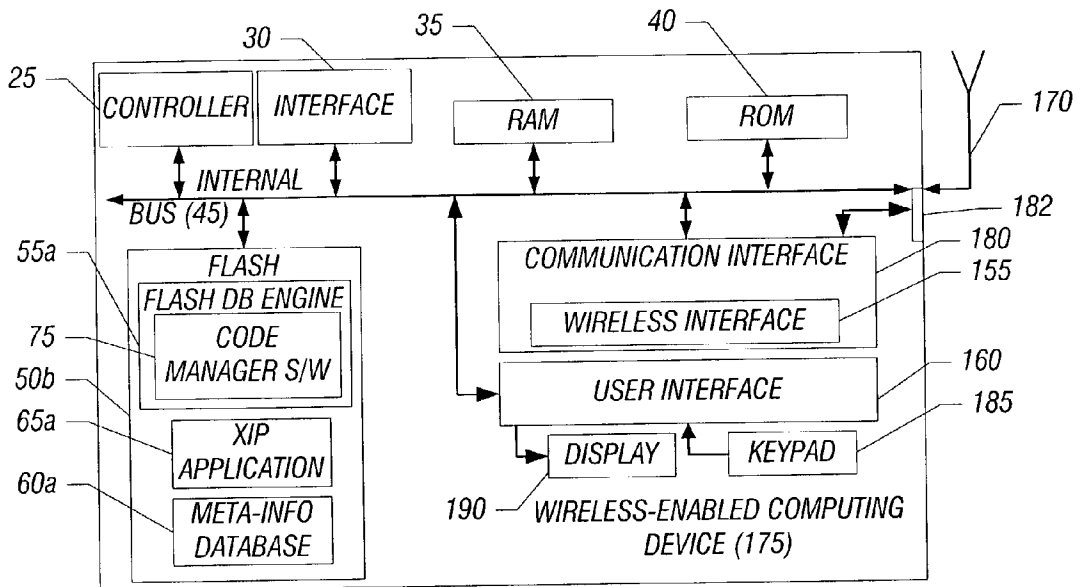 30
35
40
25
CONTROLLER
INTERFACE
RAM
ROM
170
INTERNAL
BUS (45)
182
55a
FLASH
COMMUNICATION INTERFACE
180
FLASH DB ENGINE
155
75
CODE
MANAGER S/W
WIRELESS INTERFACE
50b
USER INTERFACE
160
65a
XIP
APPLICATION
185
DISPLAY
KEYPAD
60a
META-INFO
DATABASE
190
WIRELESS-ENABLED COMPUTING
DEVICE (175)